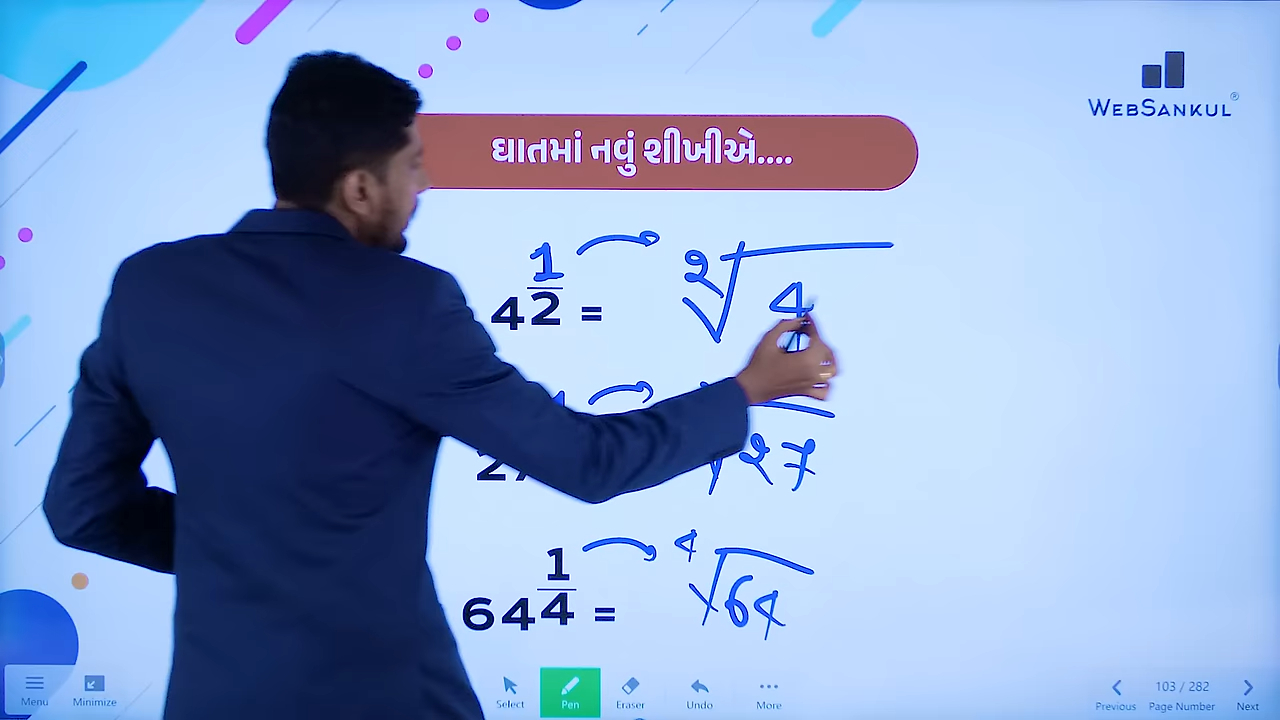 WEBSANKUL®
ઘાતમાં નવું શીખીએ....
4^{1/2} = ²√4
√27
64^{1/4} = ⁴√64
Menu Minimize Select Pen Eraser Undo More Previous Page Number Next
103 / 282